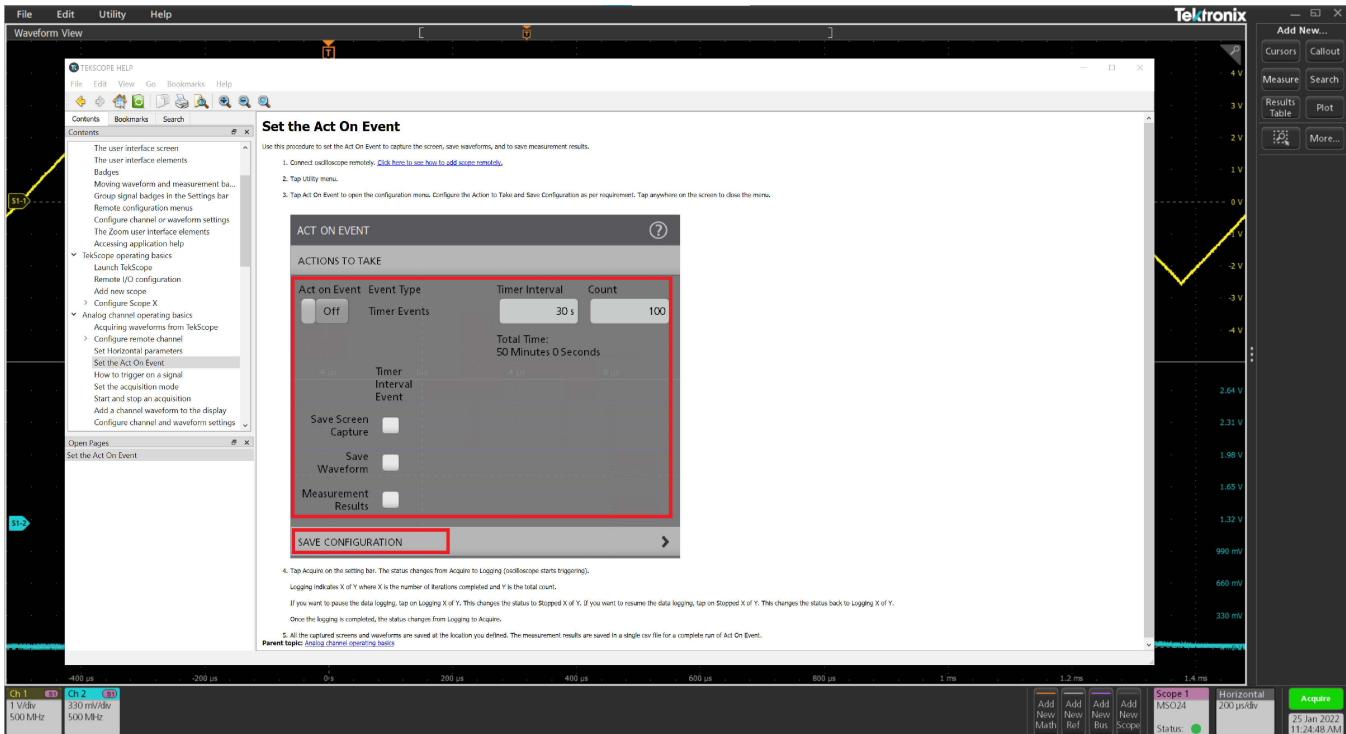 File Edit Utility Help
Tektronix
Waveform View
T
T
TEKSCOPE HELP
File Edit View Go Bookmarks Help
Contents Bookmarks Search
Contents
The user interface screen
The user interface elements
Badges
Moving waveform and measurement ba...
Group signal badges in the Settings bar
Remote configuration menus
Configure channel or waveform settings
The Zoom user interface elements
Accessing application help
TekScope operating basics
Launch TekScope
Remote I/O configuration
Add new scope
Configure Scope X
Analog channel operating basics
Acquiring waveforms from TekScope
Configure remote channel
Set Horizontal parameters
Set the Act On Event
How to trigger on a signal
Set the acquisition mode
Start and stop an acquisition
Add a channel waveform to the display
Configure channel and waveform settings
Open Pages
Set the Act On Event
Set the Act On Event
Use this procedure to set the Act On Event to capture the screen, save waveforms, and to save measurement results.
1. Connect oscilloscope remotely. Click here to see how to add scope remotely.
2. Tap Utility menu.
3. Tap Act On Event to open the configuration menu. Configure the Action to Take and Save Configuration as per requirement. Tap anywhere on the screen to close the menu.
ACT ON EVENT ?
ACTIONS TO TAKE
Act on Event Event Type Timer Interval Count
Off Timer Events 30 s 100
Total Time:
50 Minutes 0 Seconds
Timer
Interval
Event
Save Screen
Capture
Save
Waveform
Measurement
Results
SAVE CONFIGURATION
4. Tap Acquire on the setting bar. The status changes from Acquire to Logging (oscilloscope starts triggering).
Logging indicates X of Y where X is the number of iterations completed and Y is the total count.
If you want to pause the data logging, tap on Logging X of Y. This changes the status to Stopped X of Y. If you want to resume the data logging, tap on Stopped X of Y. This changes the status back to Logging X of Y.
Once the logging is completed, the status changes from Logging to Acquire.
5. All the captured screens and waveforms are saved at the location you defined. The measurement results are saved in a single csv file for a complete run of Act On Event.
Parent topic: Analog channel operating basics
S1-1
S1-2
4 V
3 V
2 V
1 V
0 V
-1 V
-2 V
-3 V
-4 V
2.64 V
2.31 V
1.98 V
1.65 V
1.32 V
990 mV
660 mV
330 mV
-400 µs -200 µs 0 s 200 µs 400 µs 600 µs 800 µs 1 ms 1.2 ms 1.4 ms
Add New...
Cursors Callout
Measure Search
Results
Table
Plot
More...
Ch 1 S1
1 V/div
500 MHz
Ch 2 S1
330 mV/div
500 MHz
Add
New
Math
Add
New
Ref
Add
New
Bus
Add
New
Scope
Scope 1
MSO24
Status:
Horizontal
200 µs/div
Acquire
25 Jan 2022
11:24:48 AM